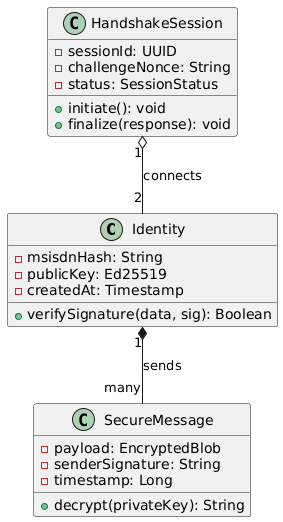 C HandshakeSession
sessionId: UUID
challengeNonce: String
status: SessionStatus
initiate(): void
finalize(response): void
1
connects
2
C Identity
msisdnHash: String
publicKey: Ed25519
createdAt: Timestamp
verifySignature(data, sig): Boolean
1
sends
many
C SecureMessage
payload: EncryptedBlob
senderSignature: String
timestamp: Long
decrypt(privateKey): String